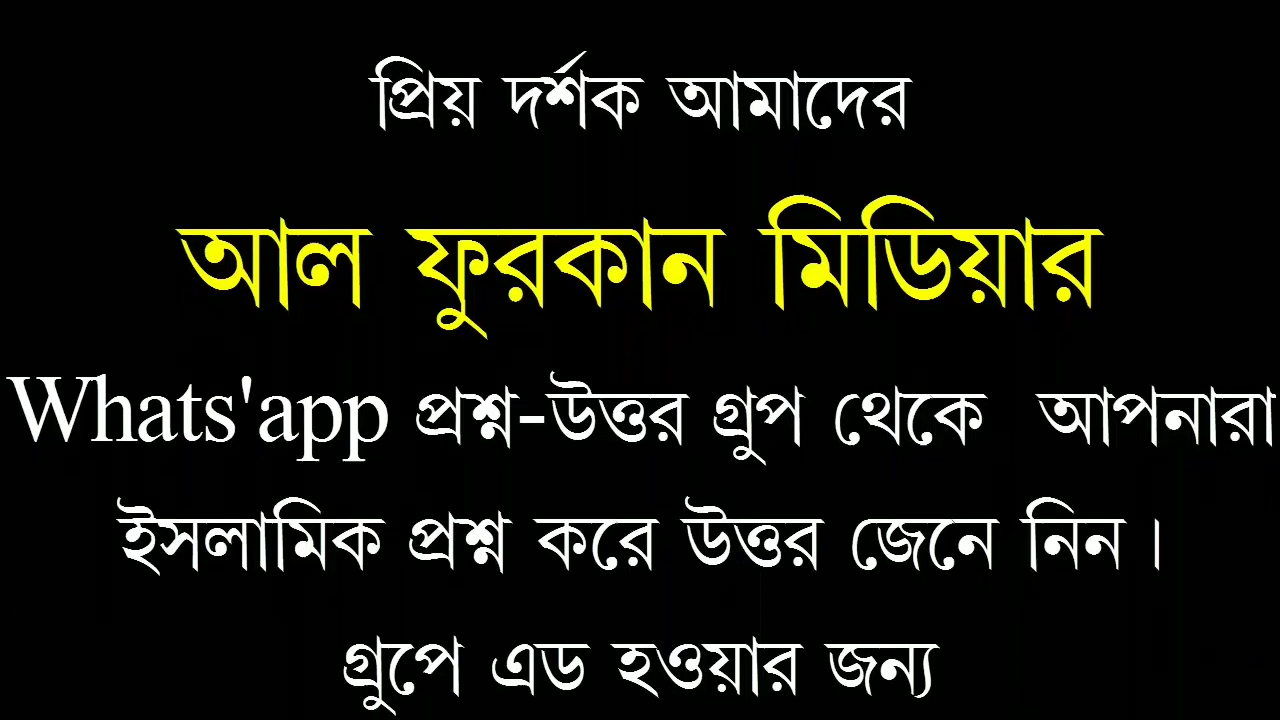 প্রিয় দর্শক আমাদের
আল ফুরকান মিডিয়ার
Whats'app প্রশ্ন-উত্তর গ্রুপ থেকে আপনারা
ইসলামিক প্রশ্ন করে উত্তর জেনে নিন।
গ্রুপে এড হওয়ার জন্য